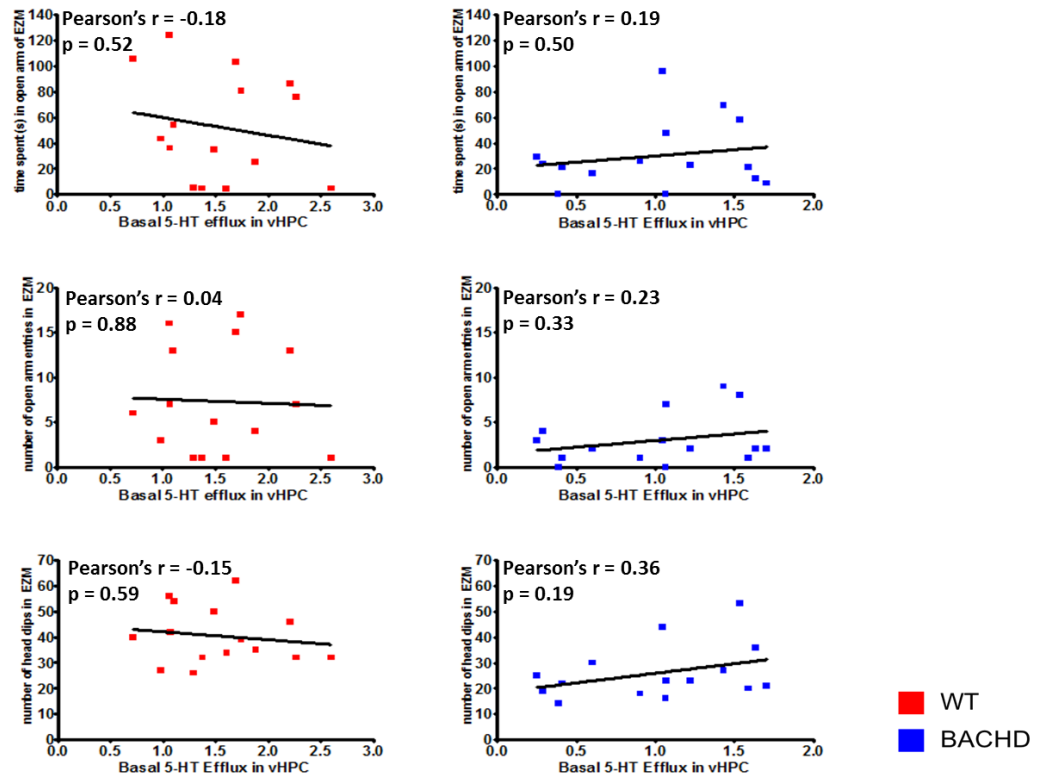 Pearson's r = -0.18
p = 0.52
time spent (s) in open arm of EZM
140
120
100
80
60
40
20
0
0.0 0.5 1.0 1.5 2.0 2.5 3.0
Basal 5-HT efflux in vHPC
Pearson's r = 0.19
p = 0.50
time spent(s) in open arm of EZM
140
120
100
80
60
40
20
0
0.0 0.5 1.0 1.5 2.0
Basal 5-HT Efflux in vHPC
Pearson's r = 0.04
p = 0.88
number of open arm entries in EZM
20
15
10
5
0
0.0 0.5 1.0 1.5 2.0 2.5 3.0
Basal 5-HT efflux in vHPC
Pearson's r = 0.23
p = 0.33
number of open arm entries in EZM
20
15
10
5
0
0.0 0.5 1.0 1.5 2.0
Basal 5-HT Efflux in vHPC
Pearson's r = -0.15
p = 0.59
number of head dips in EZM
70
60
50
40
30
20
10
0
0.0 0.5 1.0 1.5 2.0 2.5 3.0
Basal 5-HT efflux in vHPC
Pearson's r = 0.36
p = 0.19
number of head dips in EZM
70
60
50
40
30
20
10
0
0.0 0.5 1.0 1.5 2.0
Basal 5-HT Efflux in vHPC
WT
BACHD